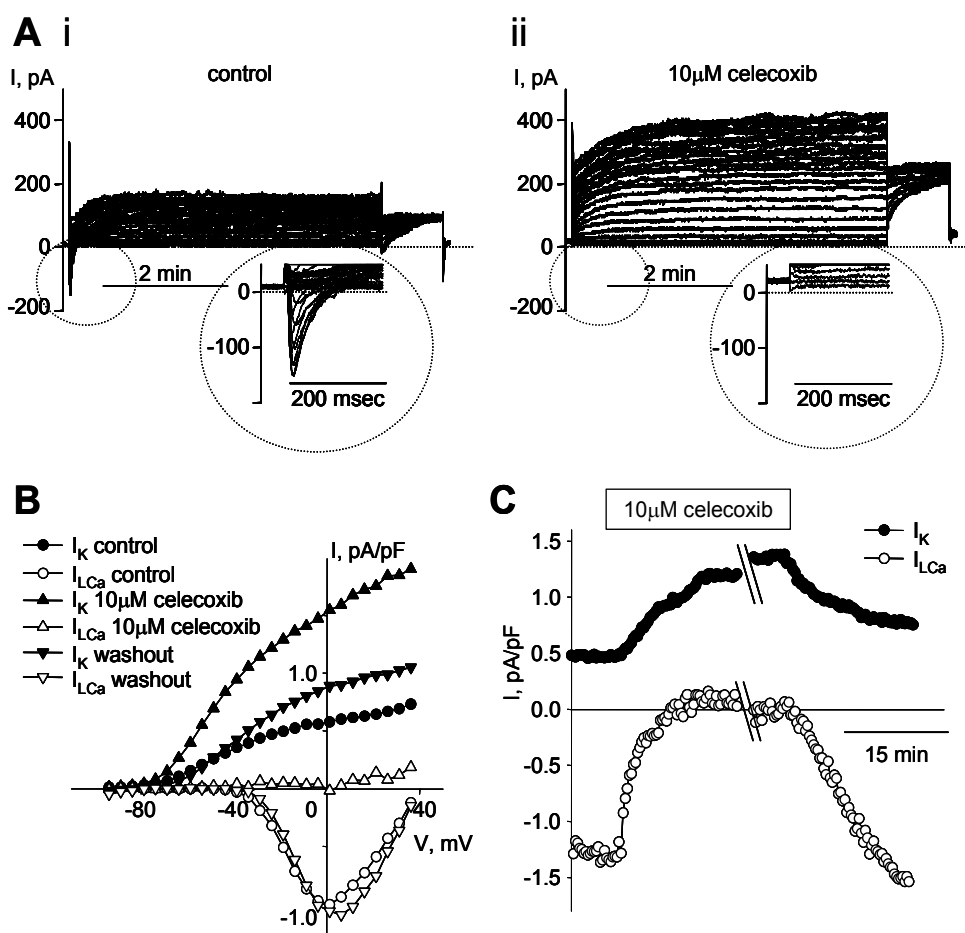 A i
ii
I, pA
control
I, pA
10μM celecoxib
400
200
0
-200
2 min
0
-100
200 msec
400
200
0
-200
2 min
0
-100
200 msec
B
I, pA/pF
I_K control
I_LCa control
I_K 10μM celecoxib
I_LCa 10μM celecoxib
I_K washout
I_LCa washout
1.0
-80
-40
0
40
V, mV
-1.0
C
10μM celecoxib
I_K
I_LCa
1.5
1.0
0.5
0.0
-0.5
-1.0
-1.5
I, pA/pF
15 min